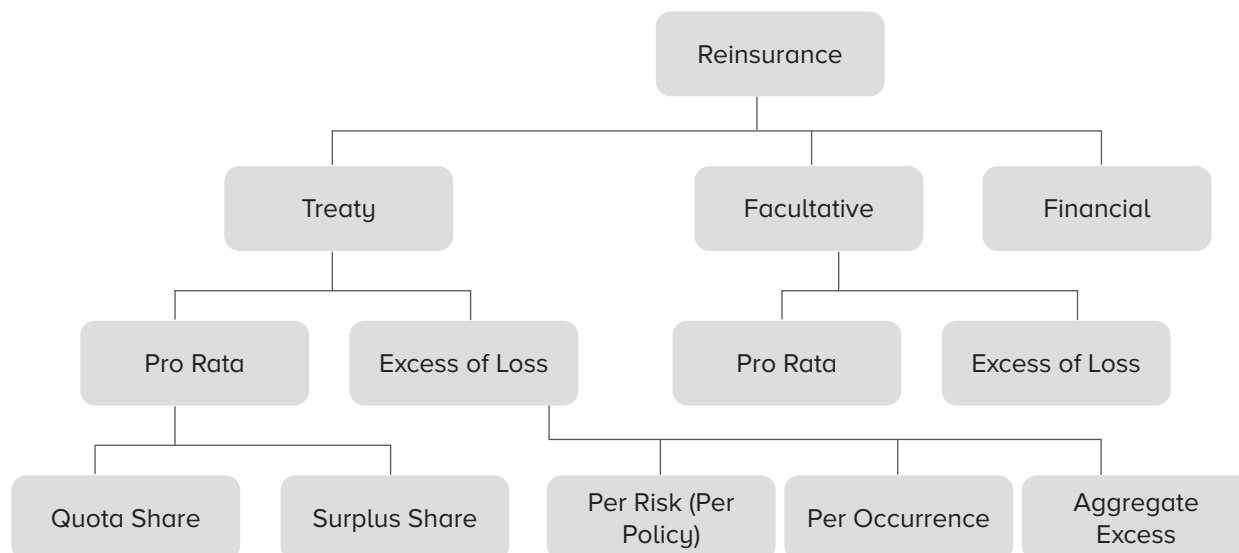 Reinsurance
Treaty
Facultative
Financial
Pro Rata
Excess of Loss
Pro Rata
Excess of Loss
Quota Share
Surplus Share
Per Risk (Per
Policy)
Per Occurrence
Aggregate
Excess